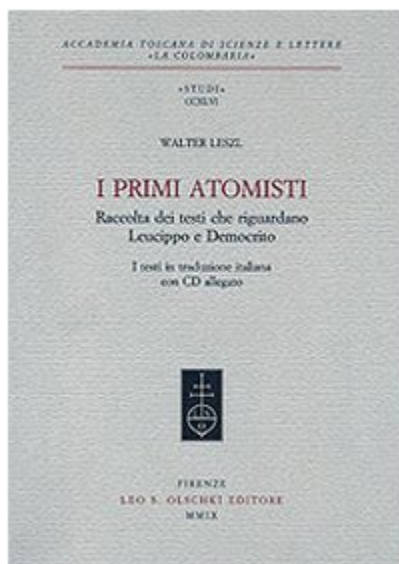 ACCADEMIA TOSCANA DI SCIENZE E LETTERE
«LA COLOMBARIA»
«STUDI»
CCXLVI
WALTER LESZL
I PRIMI ATOMISTI
Raccolta dei testi che riguardano
Leucippo e Democrito
I testi in traduzione italiana
con CD allegato
FIRENZE
LEO S. OLSCHKI EDITORE
MMIX